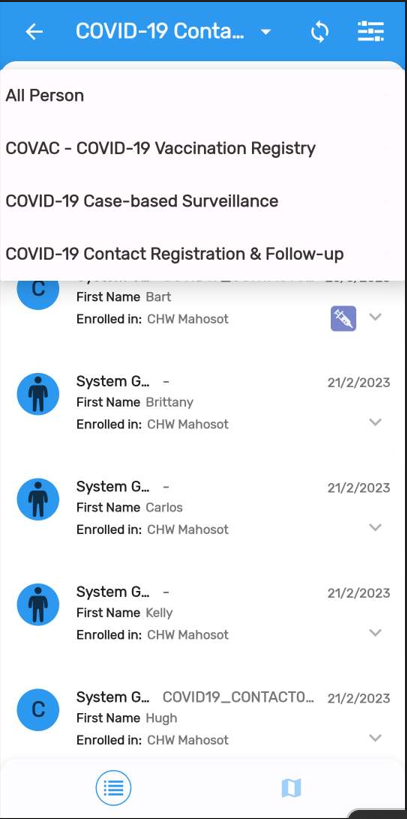 COVID-19 Conta...
All Person
COVAC - COVID-19 Vaccination Registry
COVID-19 Case-based Surveillance
COVID-19 Contact Registration & Follow-up
C
First Name Bart
Enrolled in: CHW Mahosot
System G... - 21/2/2023
First Name Brittany
Enrolled in: CHW Mahosot
System G... - 21/2/2023
First Name Carlos
Enrolled in: CHW Mahosot
System G... - 21/2/2023
First Name Kelly
Enrolled in: CHW Mahosot
System G... COVID19_CONTACTO... 21/2/2023
C
First Name Hugh
Enrolled in: CHW Mahosot